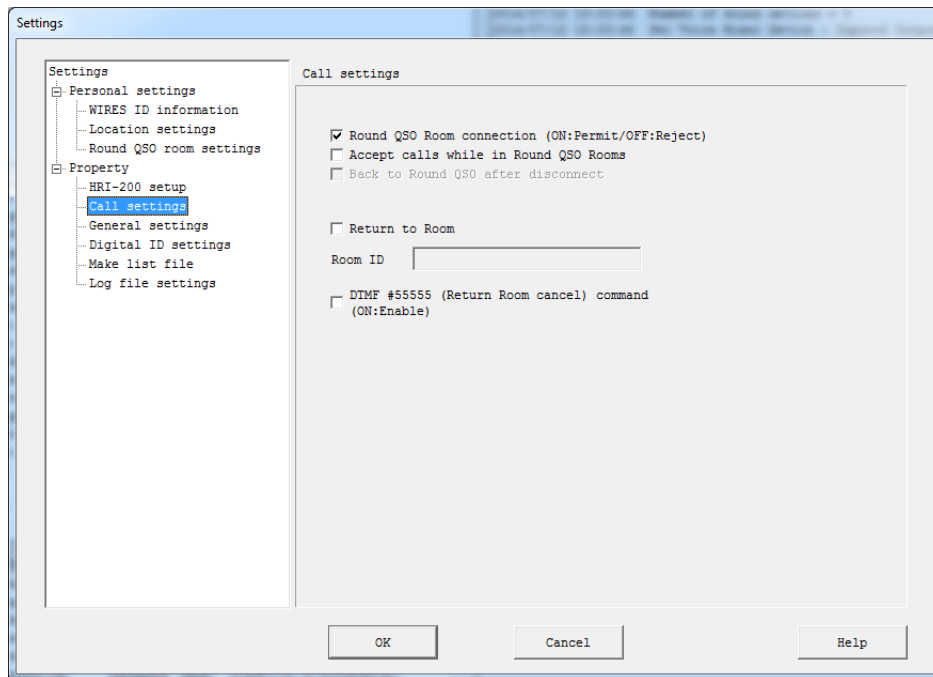 Settings
Settings
Personal settings
WIRES ID information
Location settings
Round QSO room settings
Property
HRI-200 setup
Call settings
General settings
Digital ID settings
Make list file
Log file settings
Call settings
Round QSO Room connection (ON:Permit/OFF:Reject)
Accept calls while in Round QSO Rooms
Back to Round QSO after disconnect
Return to Room
Room ID
DTMF #55555 (Return Room cancel) command
(ON:Enable)
OK
Cancel
Help